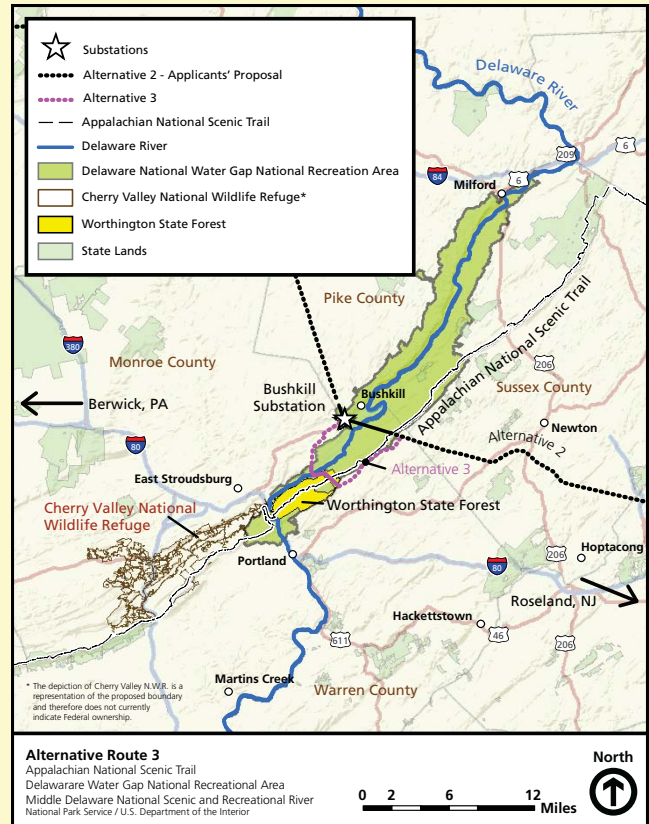 Substations
Alternative 2 - Applicants' Proposal
Alternative 3
Appalachian National Scenic Trail
Delaware River
Delaware National Water Gap National Recreation Area
Cherry Valley National Wildlife Refuge*
Worthington State Forest
State Lands
Delaware River
6
209
6
84
Milford
Pike County
Appalachian National Scenic Trail
380
Monroe County
206
Sussex County
Bushkill
Substation
Bushkill
Berwick, PA
Newton
Alternative 2
80
Alternative 3
East Stroudsburg
Cherry Valley National
Wildlife Refuge
Worthington State Forest
Portland
206
Hoptacong
80
Roseland, NJ
Hackettstown
46
206
611
Martins Creek
Warren County
* The depiction of Cherry Valley N.W.R. is a
representation of the proposed boundary
and therefore does not currently
indicate Federal ownership.
Alternative Route 3
Appalachian National Scenic Trail
Delawarare Water Gap National Recreational Area
Middle Delaware National Scenic and Recreational River
National Park Service / U.S. Department of the Interior
0 2 6 12
Miles
North